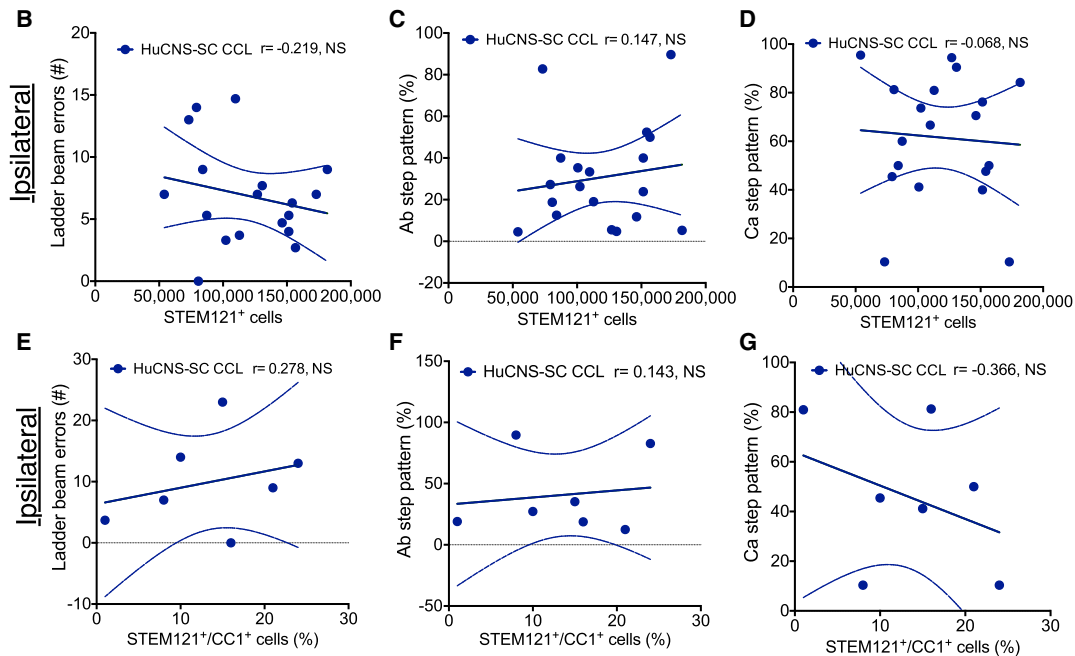 B
Ipsilateral
Ladder beam errors (#)
20
15
10
5
0
HuCNS-SC CCL r= -0.219, NS
0 50,000 100,000 150,000 200,000
STEM121+ cells
C
Ab step pattern (%)
100
80
60
40
20
0
-20
HuCNS-SC CCL r= 0.147, NS
0 50,000 100,000 150,000 200,000
STEM121+ cells
D
Ca step pattern (%)
100
80
60
40
20
0
HuCNS-SC CCL r= -0.068, NS
0 50,000 100,000 150,000 200,000
STEM121+ cells
E
Ipsilateral
Ladder beam errors (#)
30
20
10
0
-10
HuCNS-SC CCL r= 0.278, NS
0 10 20 30
STEM121+/CC1+ cells (%)
F
Ab step pattern (%)
150
100
50
0
-50
HuCNS-SC CCL r= 0.143, NS
0 10 20 30
STEM121+/CC1+ cells (%)
G
Ca step pattern (%)
100
80
60
40
20
0
HuCNS-SC CCL r= -0.366, NS
0 10 20 30
STEM121+/CC1+ cells (%)